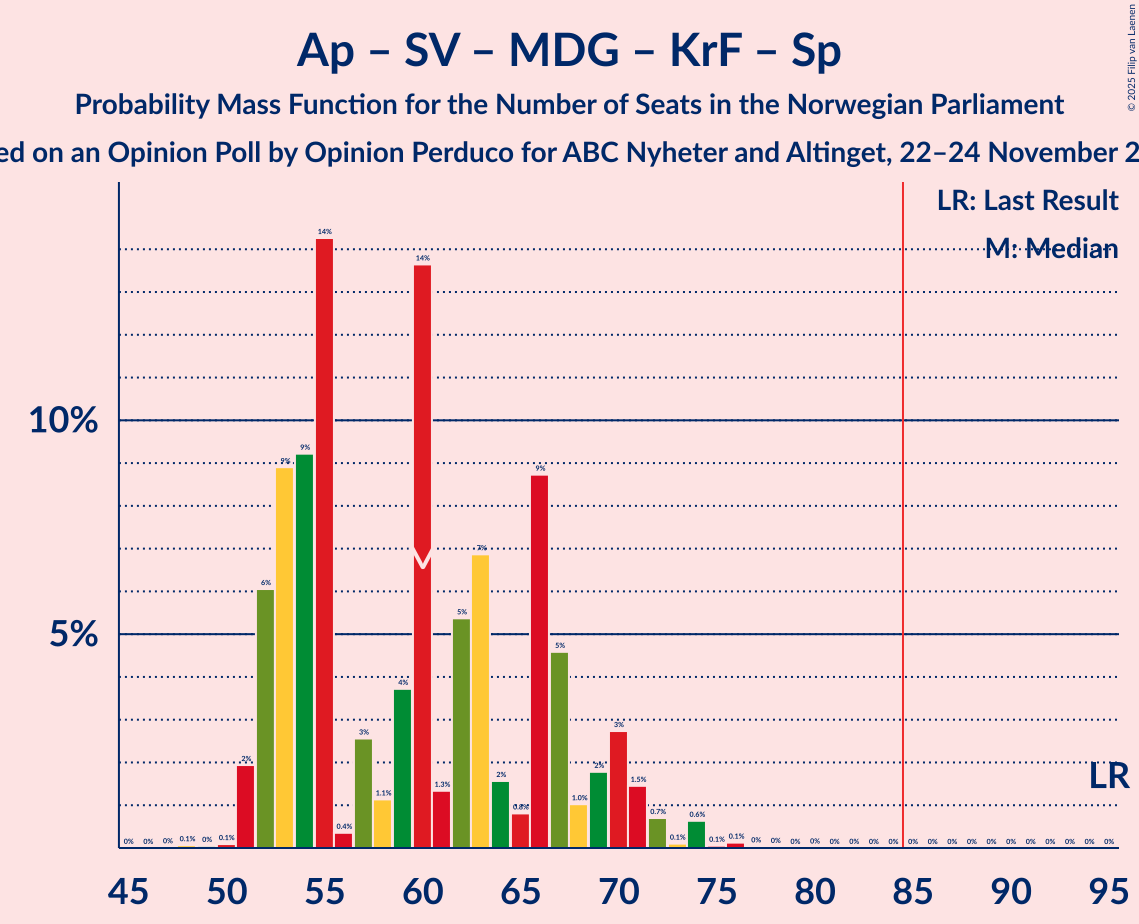 Ap – SV – MDG – KrF – Sp
Probability Mass Function for the Number of Seats in the Norwegian Parliament
on an Opinion Poll by Opinion Perduco for ABC Nyheter and Altinget, 22–24 November
© 2025 Filip van Laenen
LR: Last Result
M: Median
10%
5%
0% 0% 0% 0.1% 0% 0.1% 2% 6% 9% 9% 14% 0.4% 3% 1.1% 4% 14% 1.3% 5% 7% 2% 0.8% 9% 5% 1.0% 2% 3% 1.5% 0.7% 0.1% 0.6% 0.1% 0.1% 0% 0% 0% 0% 0% 0% 0% 0% 0% 0% 0% 0% 0% 0% 0% 0% 0% 0% 0%
M
LR
45 50 55 60 65 70 75 80 85 90 95